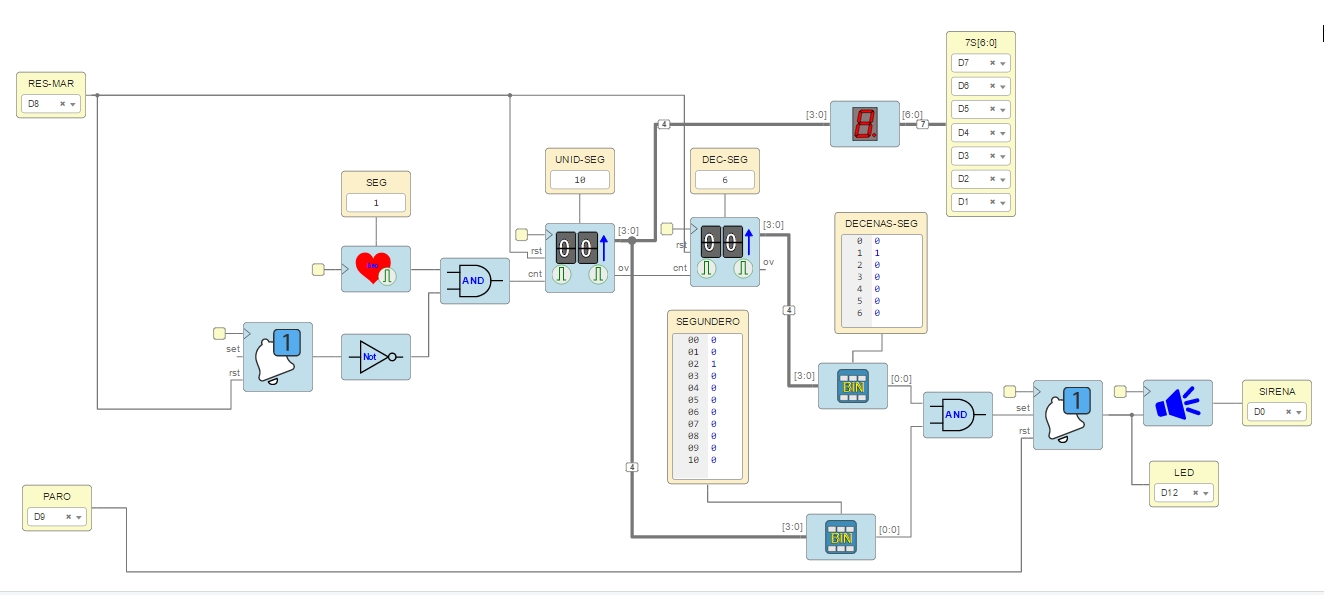 RES-MAR
D8
SEG
1
UNID-SEG
10
DEC-SEG
6
7S[6:0]
D7
D6
D5
D4
D3
D2
D1
[3:0]
[6:0]
4
7
0 0
[3:0]
rst
cnt
ov
0 0
[3:0]
rst
cnt
ov
AND
1
set
rst
Not
DECENAS-SEG
0 0
1 1
2 0
3 0
4 0
5 0
6 0
SEGUNDERO
00 0
01 0
02 1
03 0
04 0
05 0
06 0
07 0
08 0
09 0
10 0
4
[3:0]
BIN
[0:0]
AND
1
set
rst
SIRENA
D0
LED
D12
4
PARO
D9
[3:0]
BIN
[0:0]